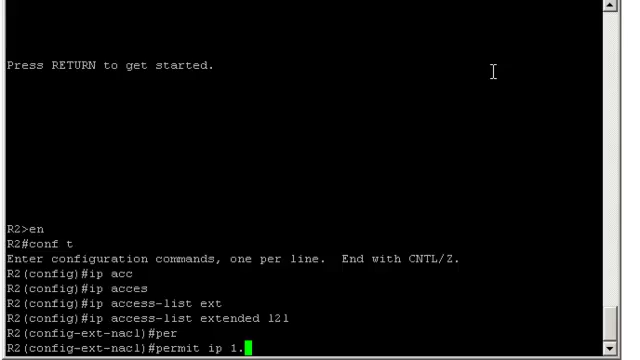 Press RETURN to get started.
R2>en
R2#conf t
Enter configuration commands, one per line.  End with CNTL/Z.
R2(config)#ip acc
R2(config)#ip acces
R2(config)#ip access-list ext
R2(config)#ip access-list extended 121
R2(config-ext-nacl)#per
R2(config-ext-nacl)#permit ip 1.